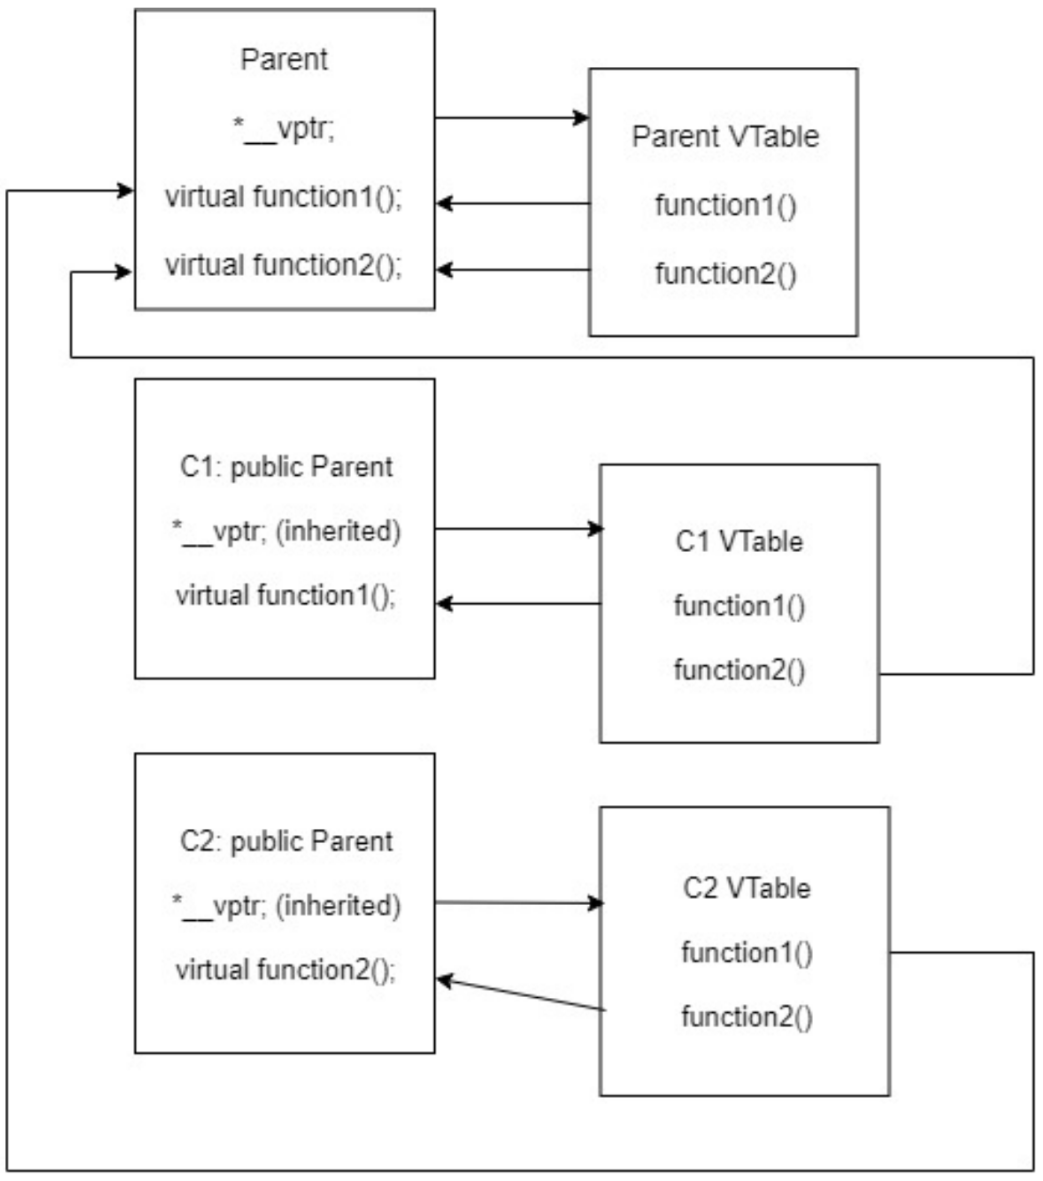 Parent
*__vptr;
virtual function1();
virtual function2();
Parent VTable
function1()
function2()
C1: public Parent
*__vptr; (inherited)
virtual function1();
C1 VTable
function1()
function2()
C2: public Parent
*__vptr; (inherited)
virtual function2();
C2 VTable
function1()
function2()